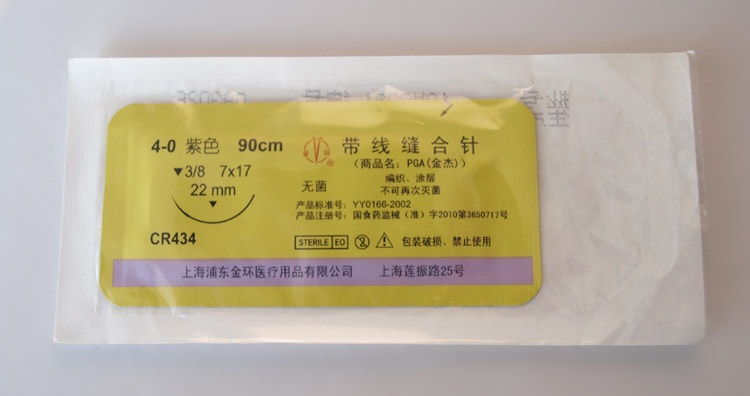 4-0 紫色 90cm
带线缝合针
（商品名：PGA(金杰)）
▼3/8 7x17
22 mm
编织、涂层
无菌
不可再次灭菌
产品标准号：YY0166-2002
产品注册号：国食药监械（准）字2010第3650717号
CR434
STERILE EO
包装破损、禁止使用
上海浦东金环医疗用品有限公司 上海莲振路25号